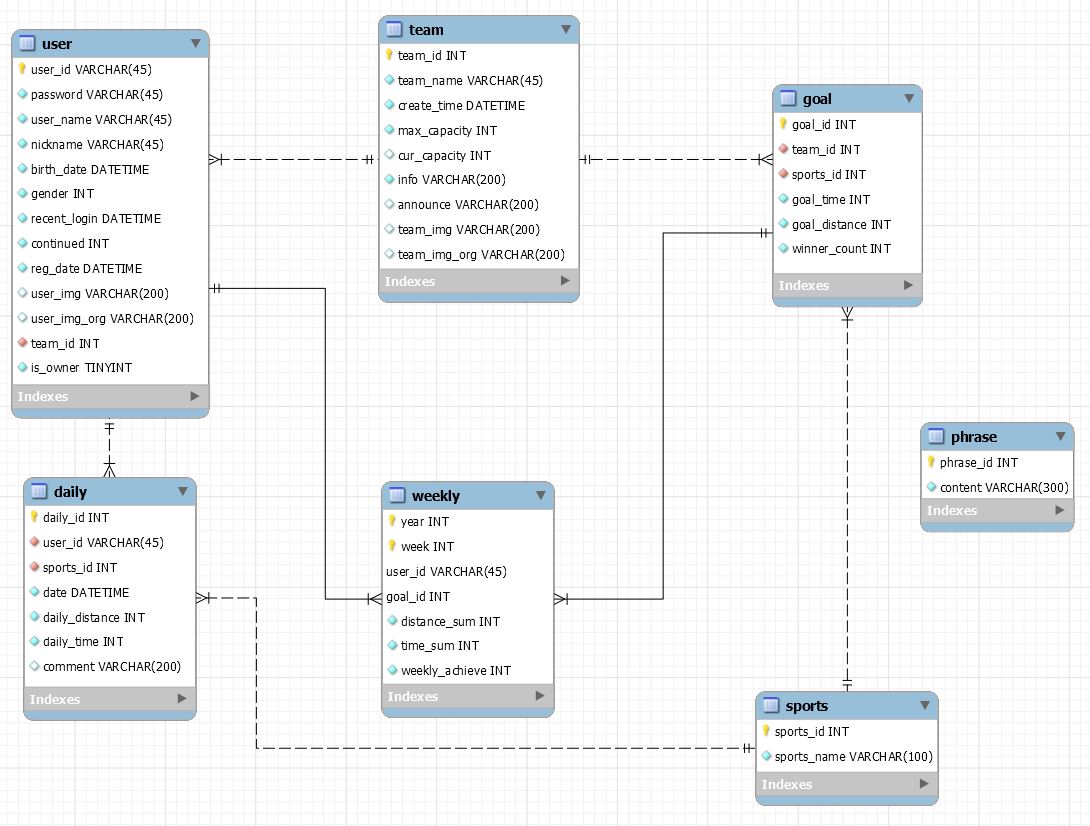 user
user_id VARCHAR(45)
password VARCHAR(45)
user_name VARCHAR(45)
nickname VARCHAR(45)
birth_date DATETIME
gender INT
recent_login DATETIME
continued INT
reg_date DATETIME
user_img VARCHAR(200)
user_img_org VARCHAR(200)
team_id INT
is_owner TINYINT
Indexes
team
team_id INT
team_name VARCHAR(45)
create_time DATETIME
max_capacity INT
cur_capacity INT
info VARCHAR(200)
announce VARCHAR(200)
team_img VARCHAR(200)
team_img_org VARCHAR(200)
Indexes
goal
goal_id INT
team_id INT
sports_id INT
goal_time INT
goal_distance INT
winner_count INT
Indexes
phrase
phrase_id INT
content VARCHAR(300)
Indexes
daily
daily_id INT
user_id VARCHAR(45)
sports_id INT
date DATETIME
daily_distance INT
daily_time INT
comment VARCHAR(200)
Indexes
weekly
year INT
week INT
user_id VARCHAR(45)
goal_id INT
distance_sum INT
time_sum INT
weekly_achieve INT
Indexes
sports
sports_id INT
sports_name VARCHAR(100)
Indexes